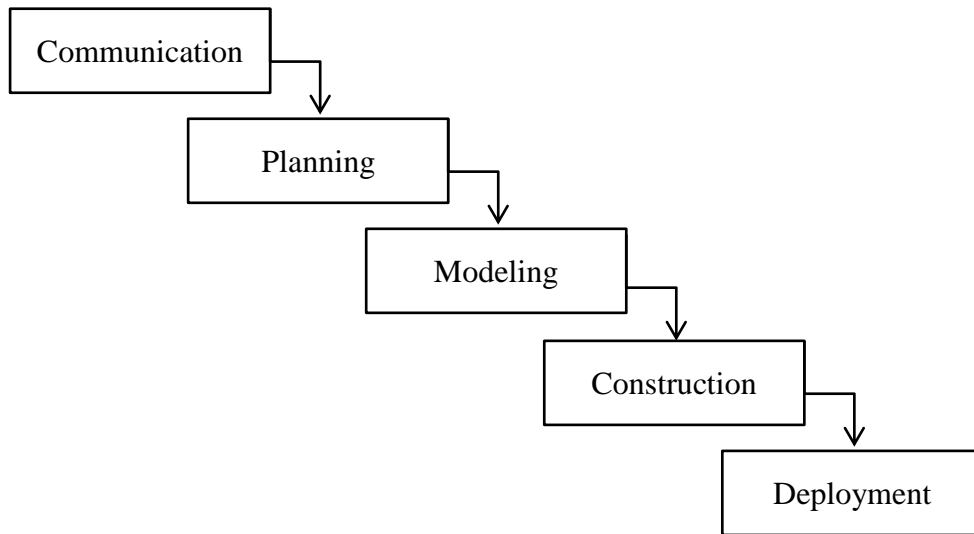 Communication
Planning
Modeling
Construction
Deployment